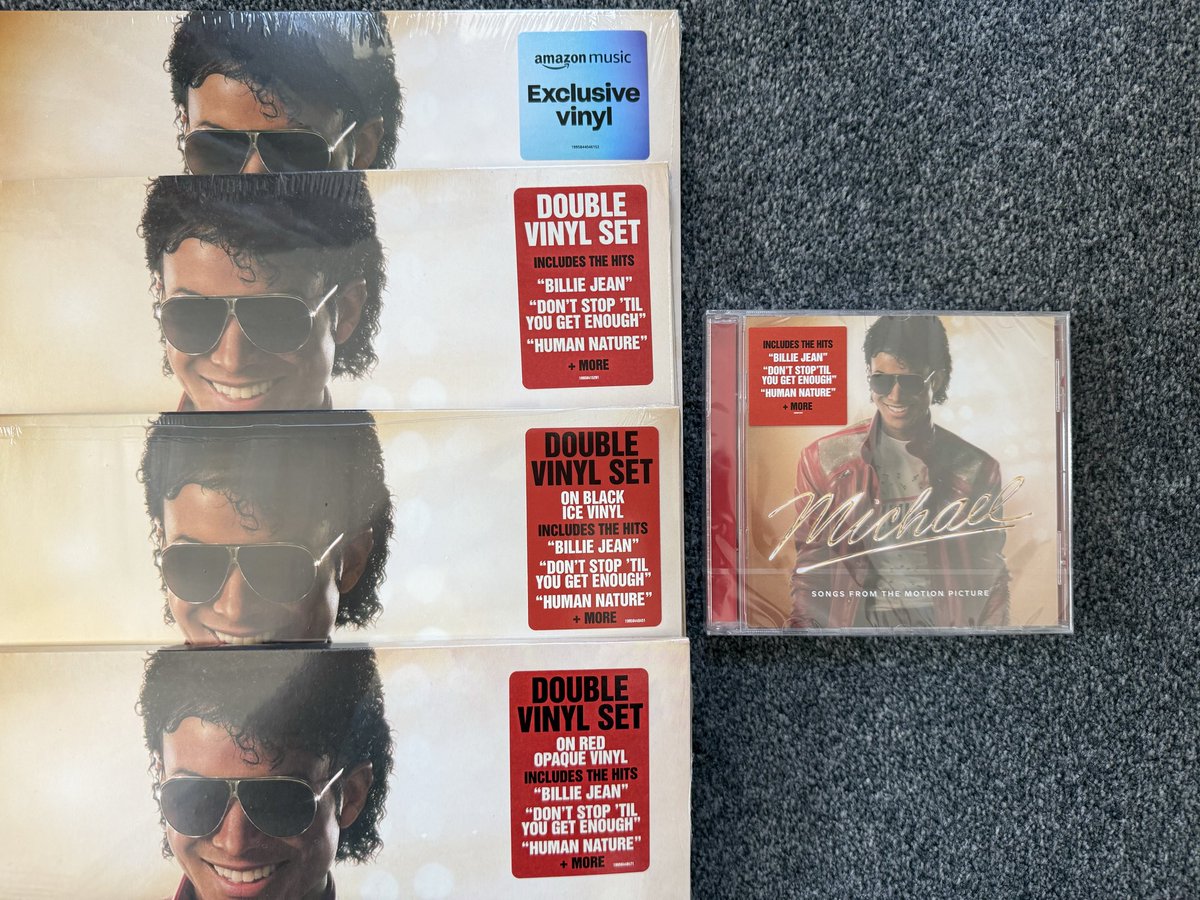 amazon music
Exclusive
vinyl
DOUBLE
VINYL SET
INCLUDES THE HITS
“BILLIE JEAN”
“DON’T STOP ’TIL
YOU GET ENOUGH”
“HUMAN NATURE”
+ MORE
DOUBLE
VINYL SET
ON BLACK
ICE VINYL
INCLUDES THE HITS
“BILLIE JEAN”
“DON’T STOP ’TIL
YOU GET ENOUGH”
“HUMAN NATURE”
+ MORE
DOUBLE
VINYL SET
ON RED
OPAQUE VINYL
INCLUDES THE HITS
“BILLIE JEAN”
“DON’T STOP ’TIL
YOU GET ENOUGH”
“HUMAN NATURE”
+ MORE
INCLUDES THE HITS
“BILLIE JEAN”
“DON’T STOP ’TIL
YOU GET ENOUGH”
“HUMAN NATURE”
+ MORE
Michael
SONGS FROM THE MOTION PICTURE